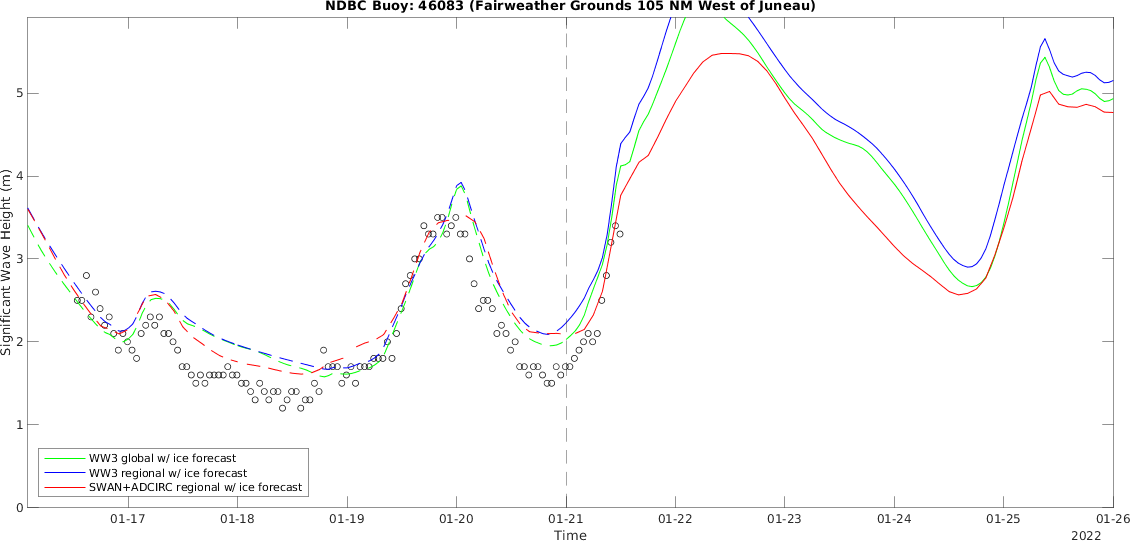 NDBC Buoy: 46083 (Fairweather Grounds 105 NM West of Juneau)
Significant Wave Height (m)
5
4
3
2
1
0
WW3 global w/ ice forecast
WW3 regional w/ ice forecast
SWAN+ADCIRC regional w/ ice forecast
01-17 01-18 01-19 01-20 01-21 01-22 01-23 01-24 01-25 01-26
Time
2022